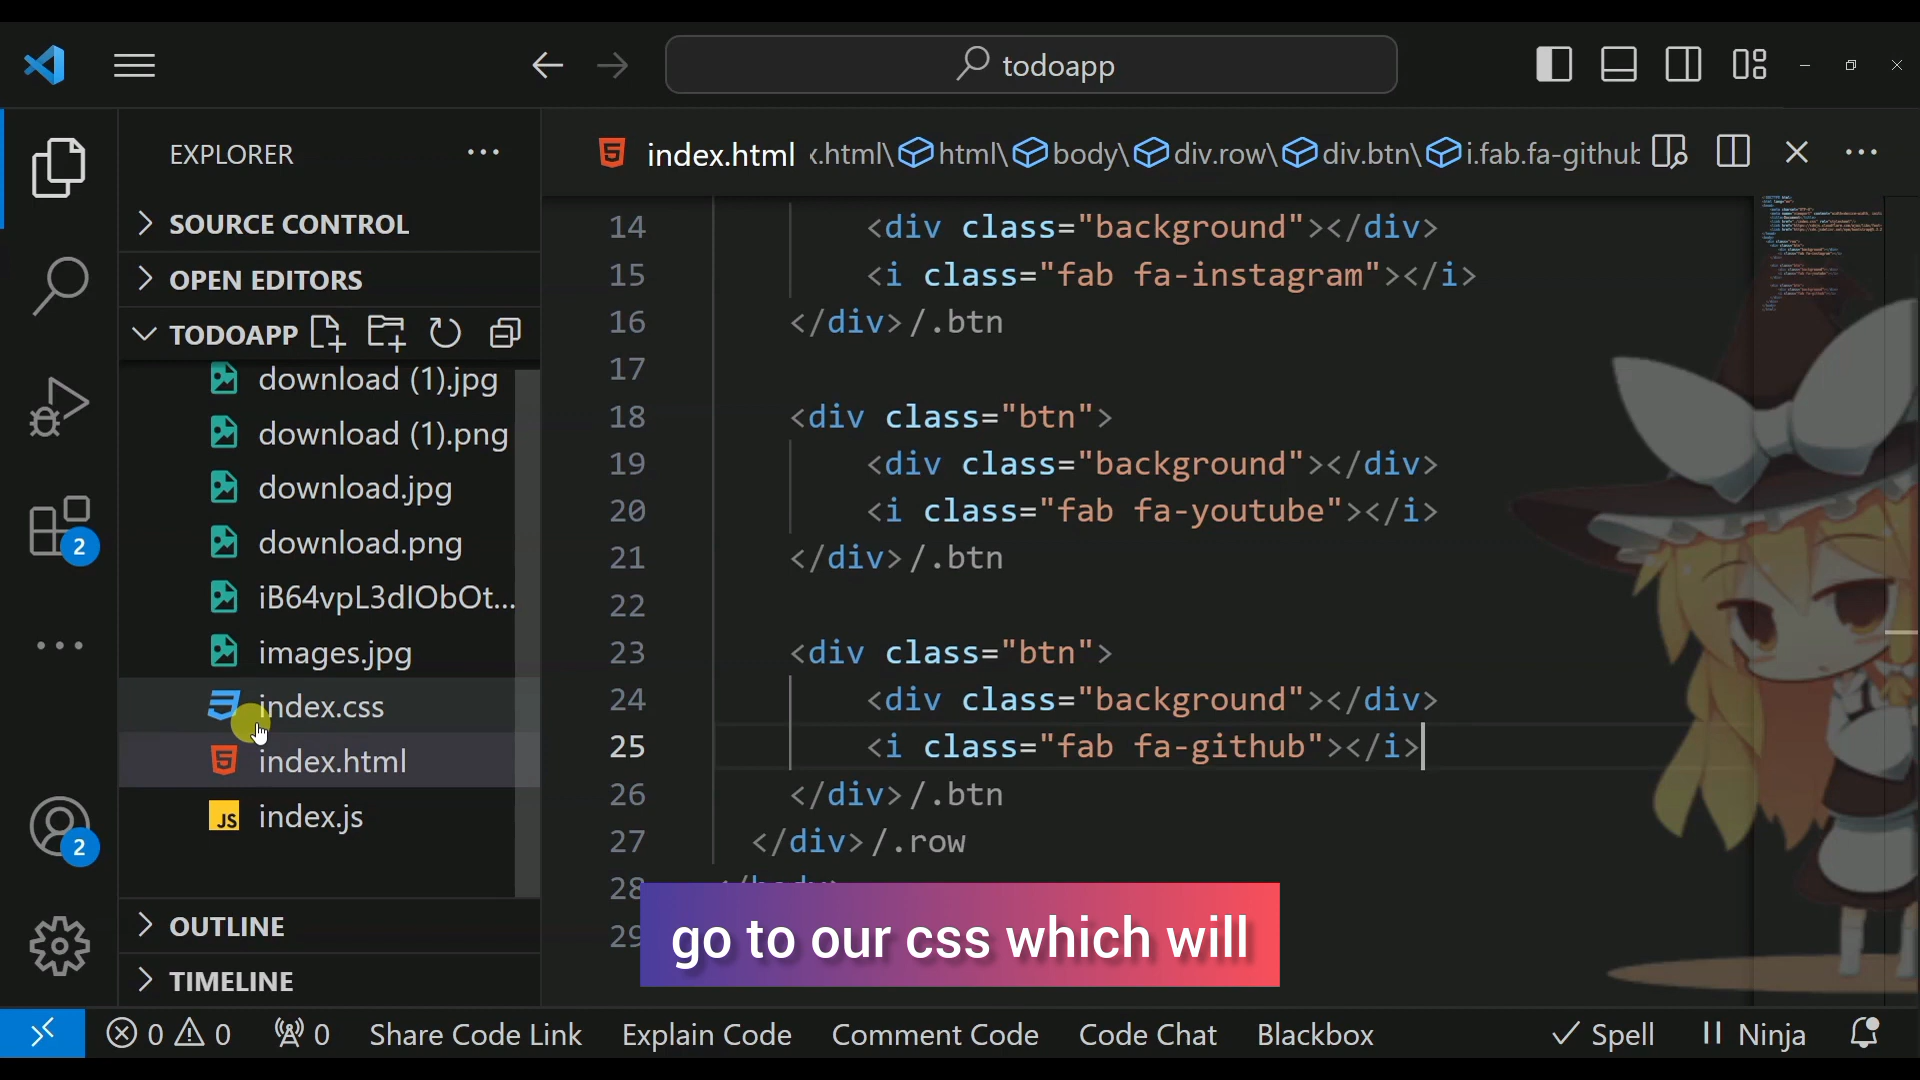 todoapp
EXPLORER
SOURCE CONTROL
OPEN EDITORS
TODOAPP
download (1).jpg
download (1).png
download.jpg
download.png
iB64vpL3dIObOt...
images.jpg
index.css
index.html
JS index.js
OUTLINE
TIMELINE
2
2
index.html x.html\html\body\div.row\div.btn\i.fab.fa-github
14 <div class="background"></div>
15 <i class="fab fa-instagram"></i>
16 </div>/.btn
17
18 <div class="btn">
19 <div class="background"></div>
20 <i class="fab fa-youtube"></i>
21 </div>/.btn
22
23 <div class="btn">
24 <div class="background"></div>
25 <i class="fab fa-github"></i>
26 </div>/.btn
27 </div>/.row
28
29
go to our css which will
0 0 0 Share Code Link Explain Code Comment Code Code Chat Blackbox Spell Ninja